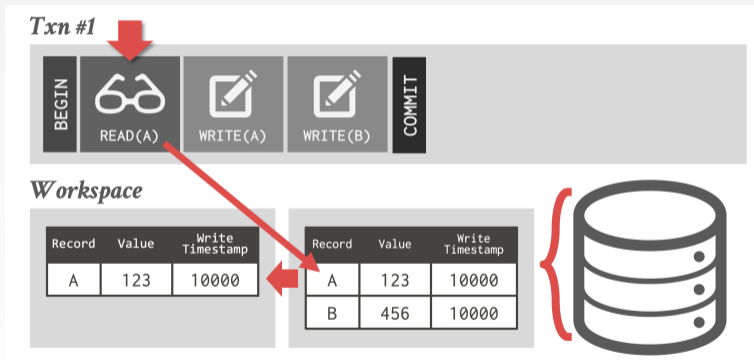 Txn #1
BEGIN
READ(A)
WRITE(A)
WRITE(B)
COMMIT
Workspace
Record Value Write Timestamp
A 123 10000
Record Value Write Timestamp
A 123 10000
B 456 10000